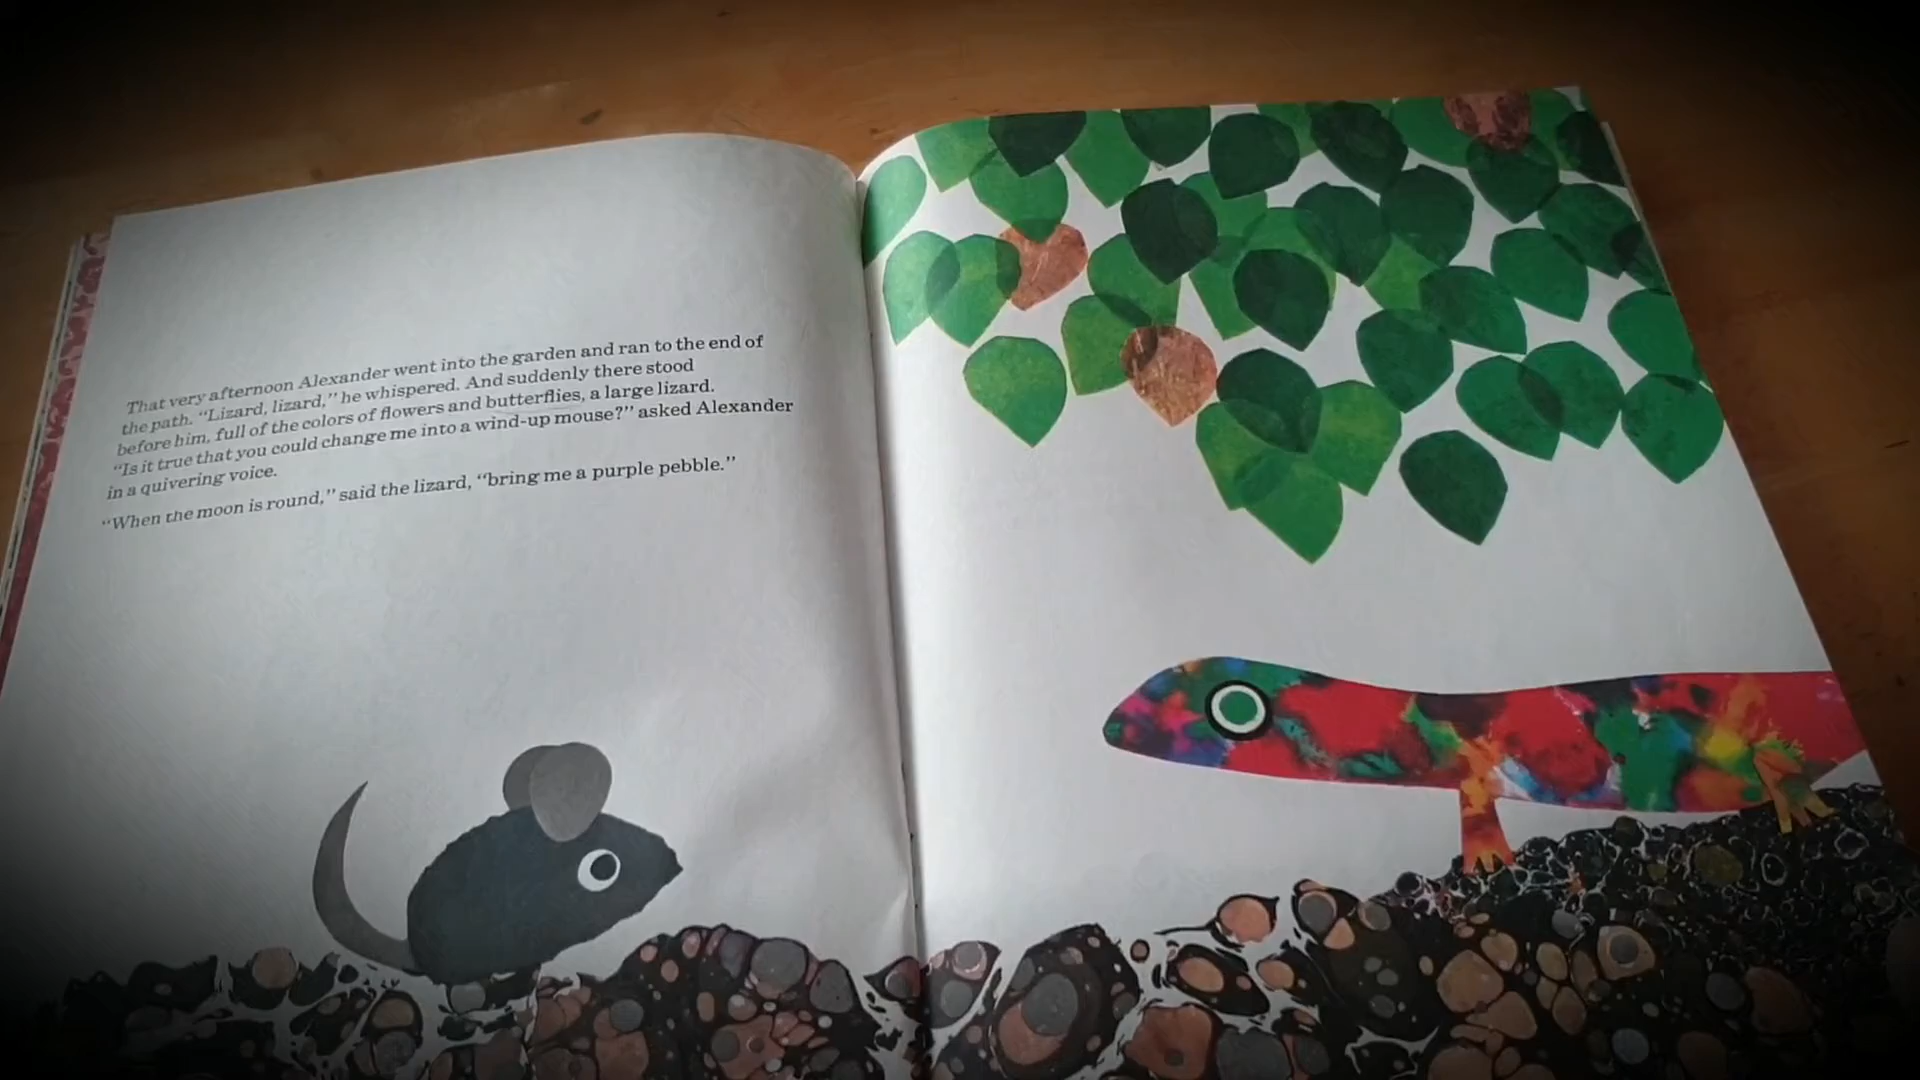 That very afternoon Alexander went into the garden and ran to the end of
the path. “Lizard, lizard,” he whispered. And suddenly there stood
before him, full of the colors of flowers and butterflies, a large lizard.
“Is it true that you could change me into a wind-up mouse?” asked Alexander
in a quivering voice.
“When the moon is round,” said the lizard, “bring me a purple pebble.”